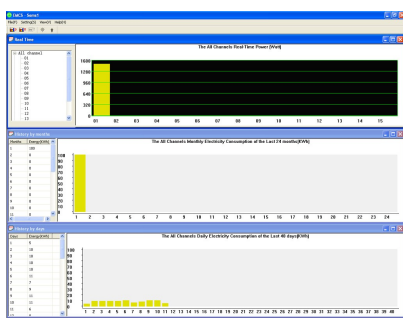 EMCS - Server1
File(F) Setting(S) View(V) Help(H)
Real Time
All channel
01
02
03
04
05
06
07
08
09
10
11
12
13
The All Channels Real-Time Power (Watt)
1600
1280
960
640
320
0
01 02 03 04 05 06 07 08 09 10 11 12 13 14 15
History by months
Months Energy(KWh)
The All Channels Monthly Electricity Consumption of the Last 24 months(KWh)
100
90
80
70
60
50
40
30
20
10
0
1 2 3 4 5 6 7 8 9 10 11 12 13 14 15 16 17 18 19 20 21 22 23 24
History by days
Days Energy(KWh)
The All Channels Daily Electricity Consumption of the Last 40 days(KWh)
100
90
80
70
60
50
40
30
20
10
0
1 2 3 4 5 6 7 8 9 10 11 12 13 14 15 16 17 18 19 20 21 22 23 24 25 26 27 28 29 30 31 32 33 34 35 36 37 38 39 40